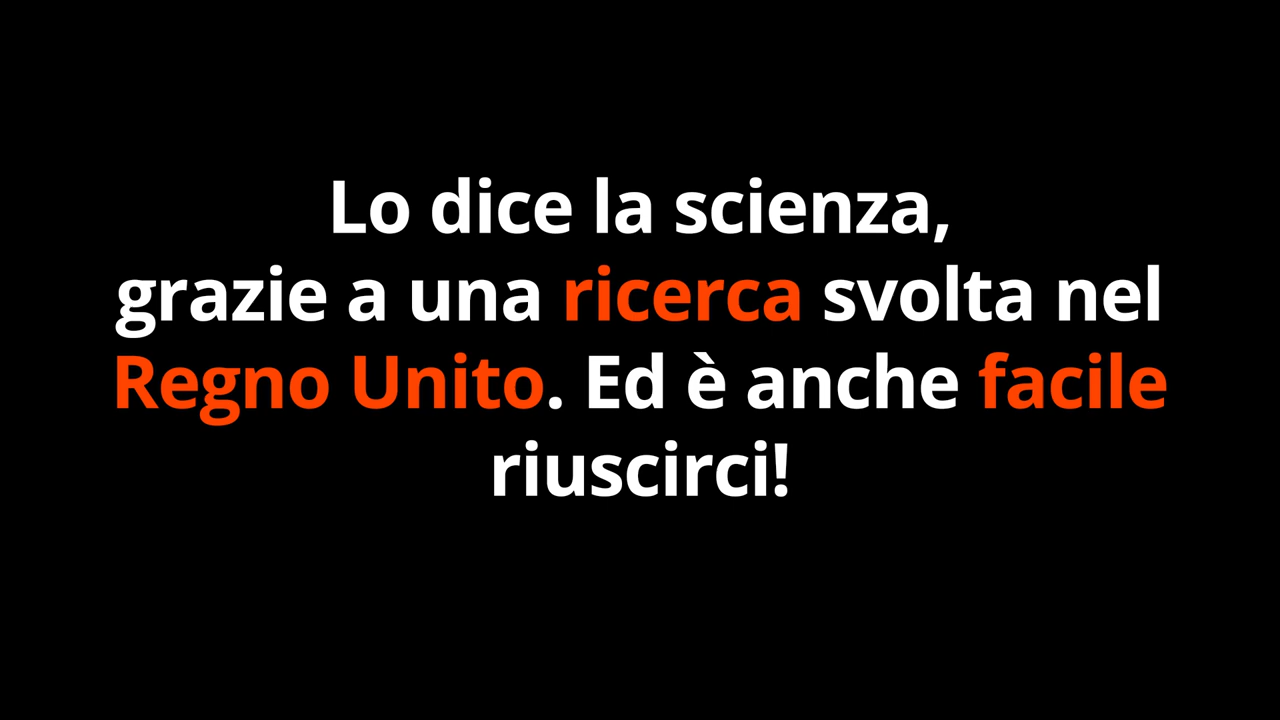 Lo dice la scienza,
grazie a una ricerca svolta nel
Regno Unito. Ed è anche facile
riuscirci!